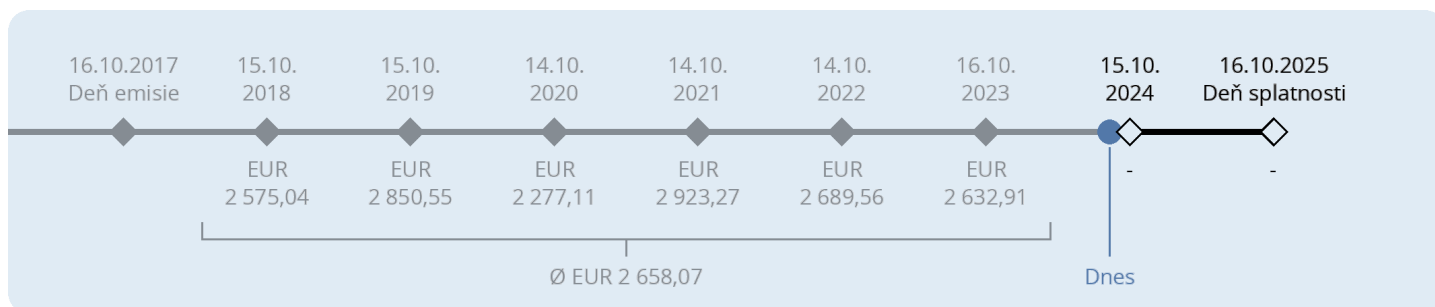 16.10.2017
Deň emisie
15.10.
2018
15.10.
2019
14.10.
2020
14.10.
2021
14.10.
2022
16.10.
2023
15.10.
2024
16.10.2025
Deň splatnosti
EUR
2 575,04
EUR
2 850,55
EUR
2 277,11
EUR
2 923,27
EUR
2 689,56
EUR
2 632,91
-
-
Ø EUR 2 658,07
Dnes